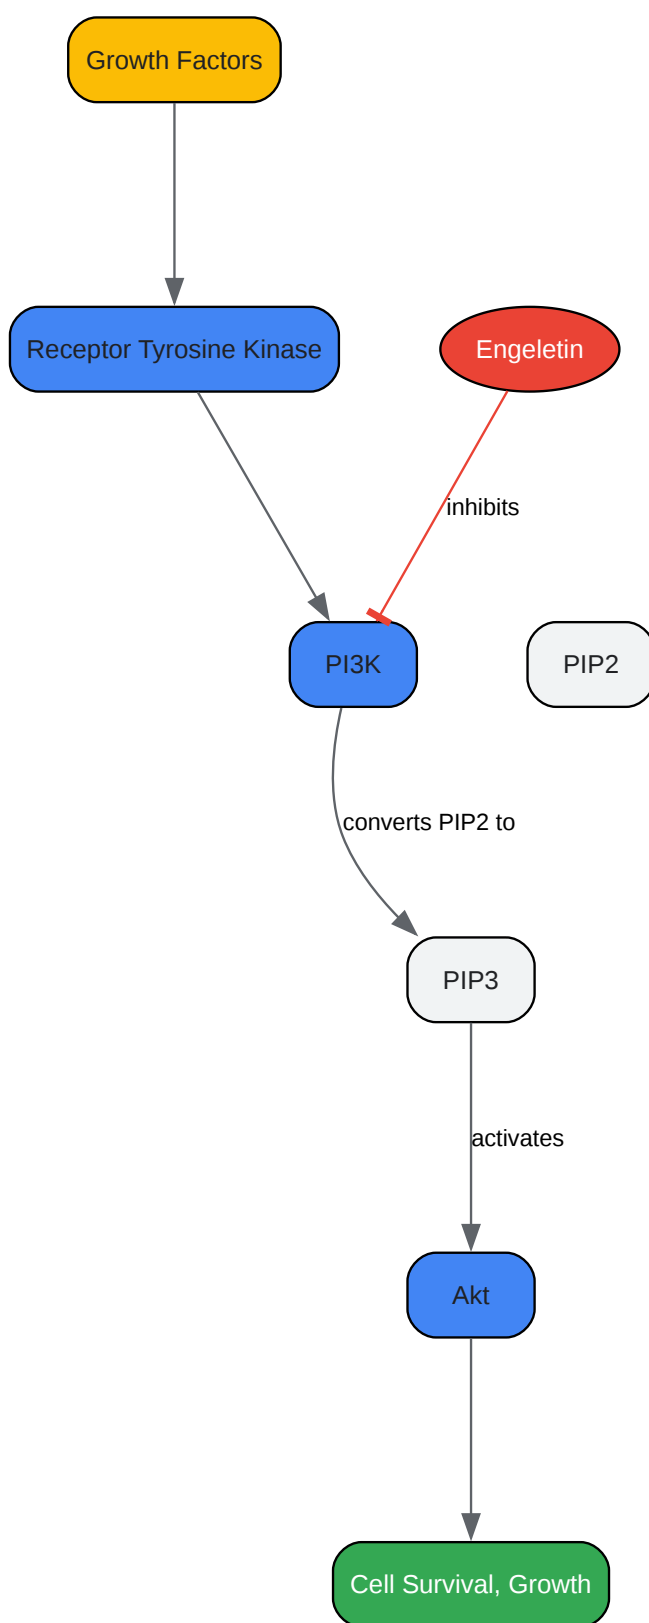 Growth Factors
Receptor Tyrosine Kinase
Engeletin
inhibits
PI3K
PIP2
converts PIP2 to
PIP3
activates
Akt
Cell Survival, Growth